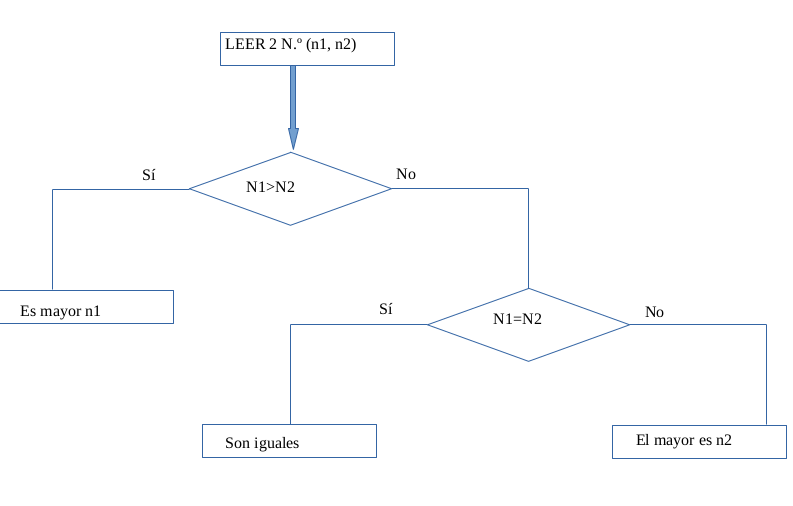 LEER 2 N.º (n1, n2)
Sí
N1>N2
No
Es mayor n1
Sí
N1=N2
No
Son iguales
El mayor es n2